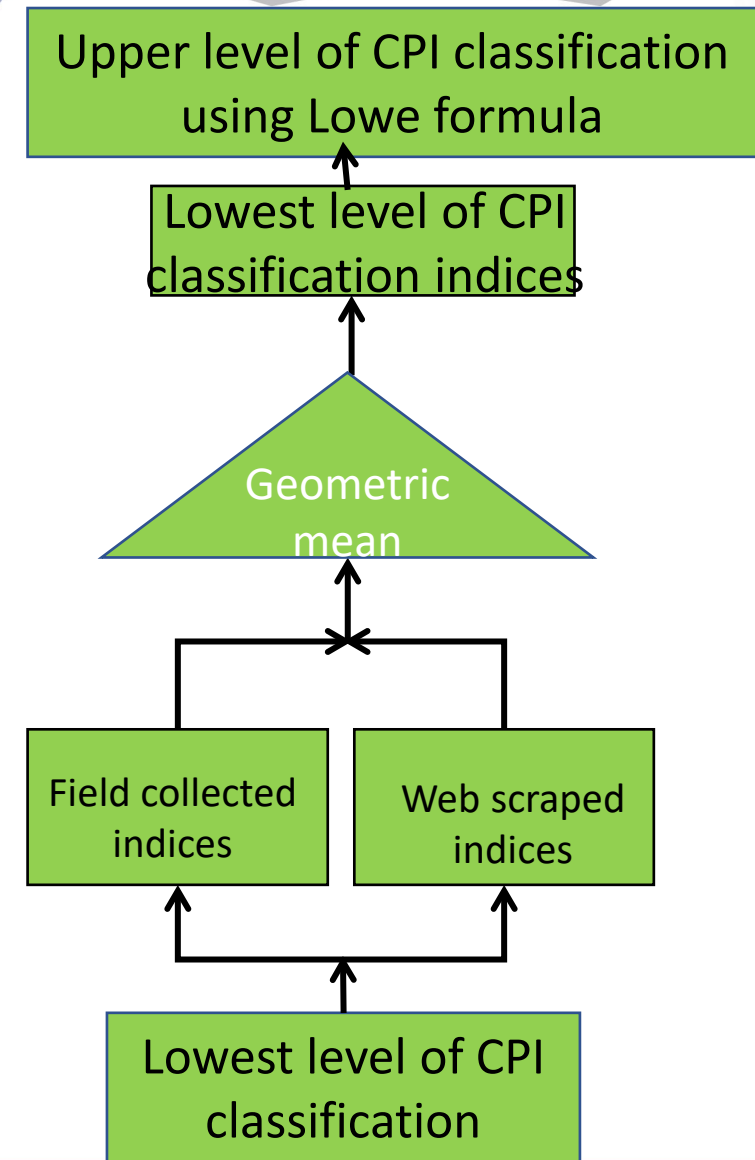 Upper level of CPI classification
using Lowe formula
Lowest level of CPI
classification indices
Geometric
mean
Field collected
indices
Web scraped
indices
Lowest level of CPI
classification